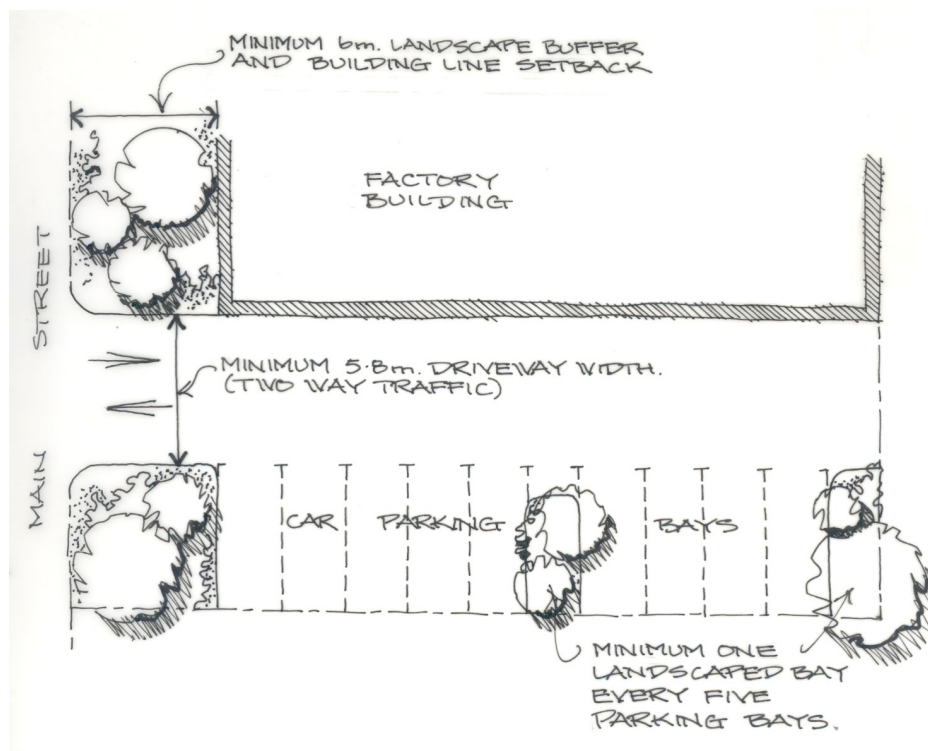 MINIMUM 6m. LANDSCAPE BUFFER
AND BUILDING LINE SETBACK
FACTORY
BUILDING
MAIN STREET
MINIMUM 5.8m. DRIVEWAY WIDTH.
(TWO WAY TRAFFIC)
CAR PARKING BAYS
MINIMUM ONE
LANDSCAPED BAY
EVERY FIVE
PARKING BAYS.